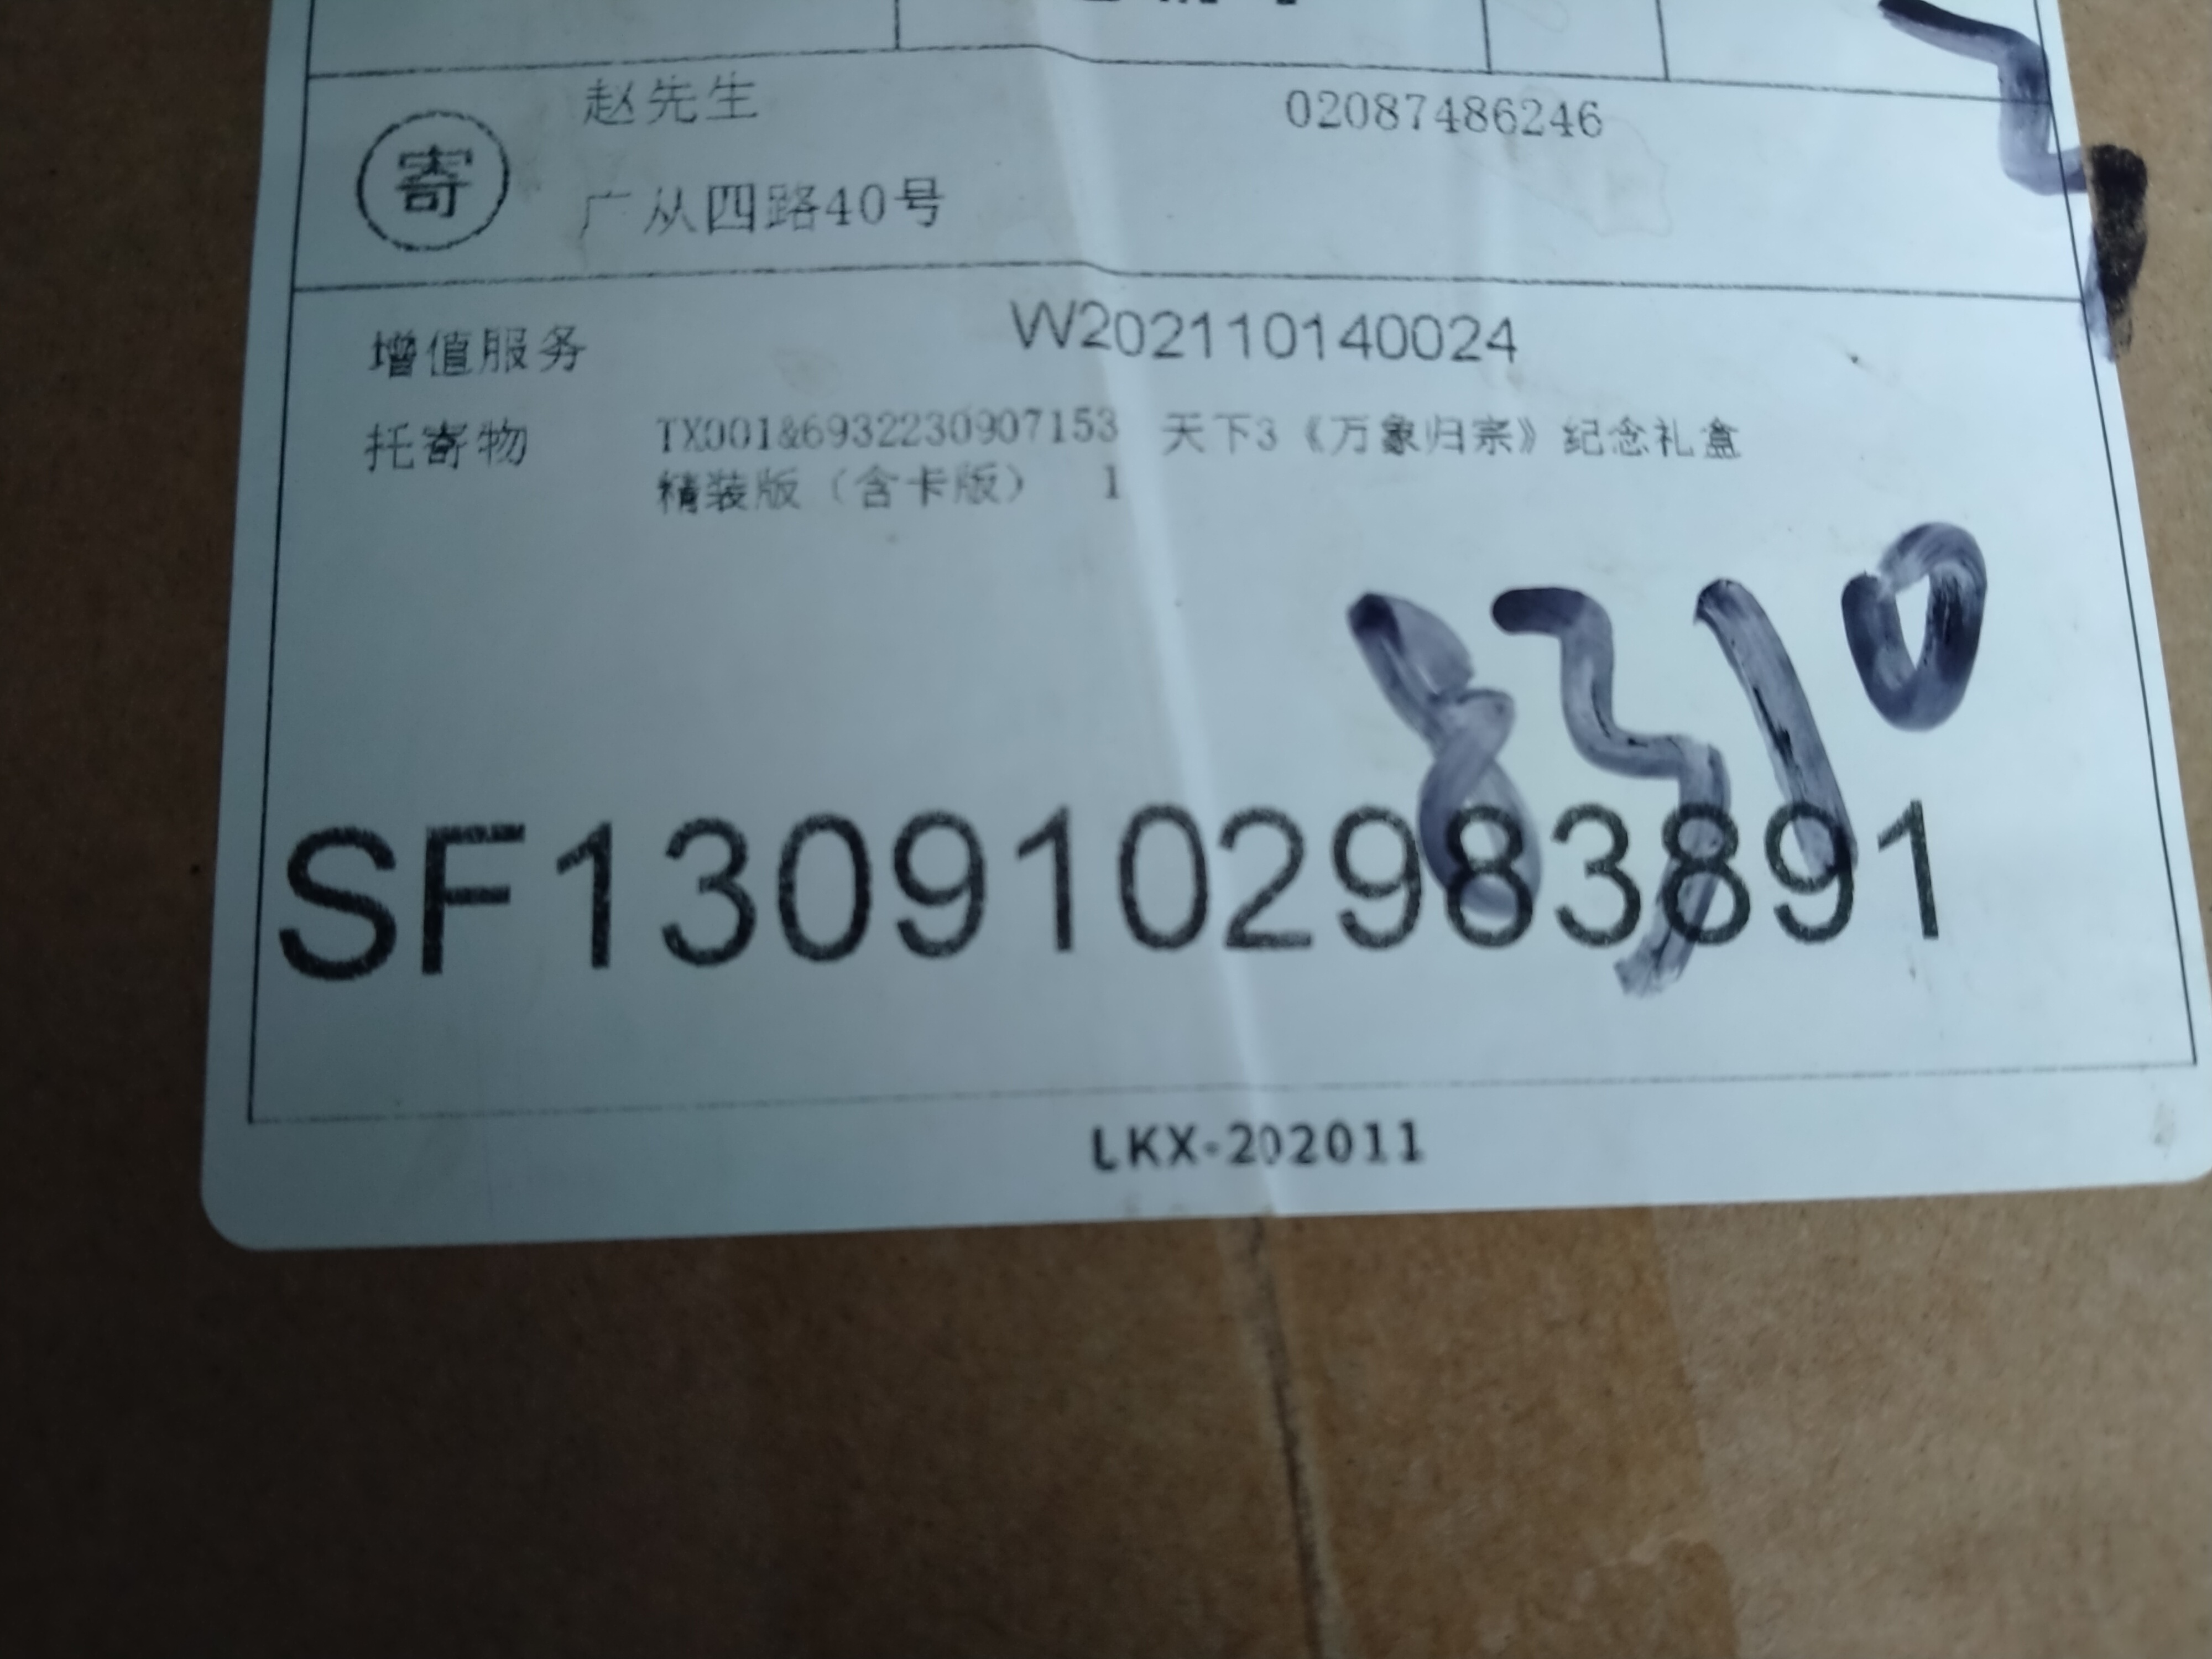 赵先生 02087486246
寄
广从四路40号
增值服务 W202110140024
托寄物 TX001&6932230907153 天下3《万象归宗》纪念礼盒
精装版（含卡版） 1
8310
SF1309102983891
LKX-202011